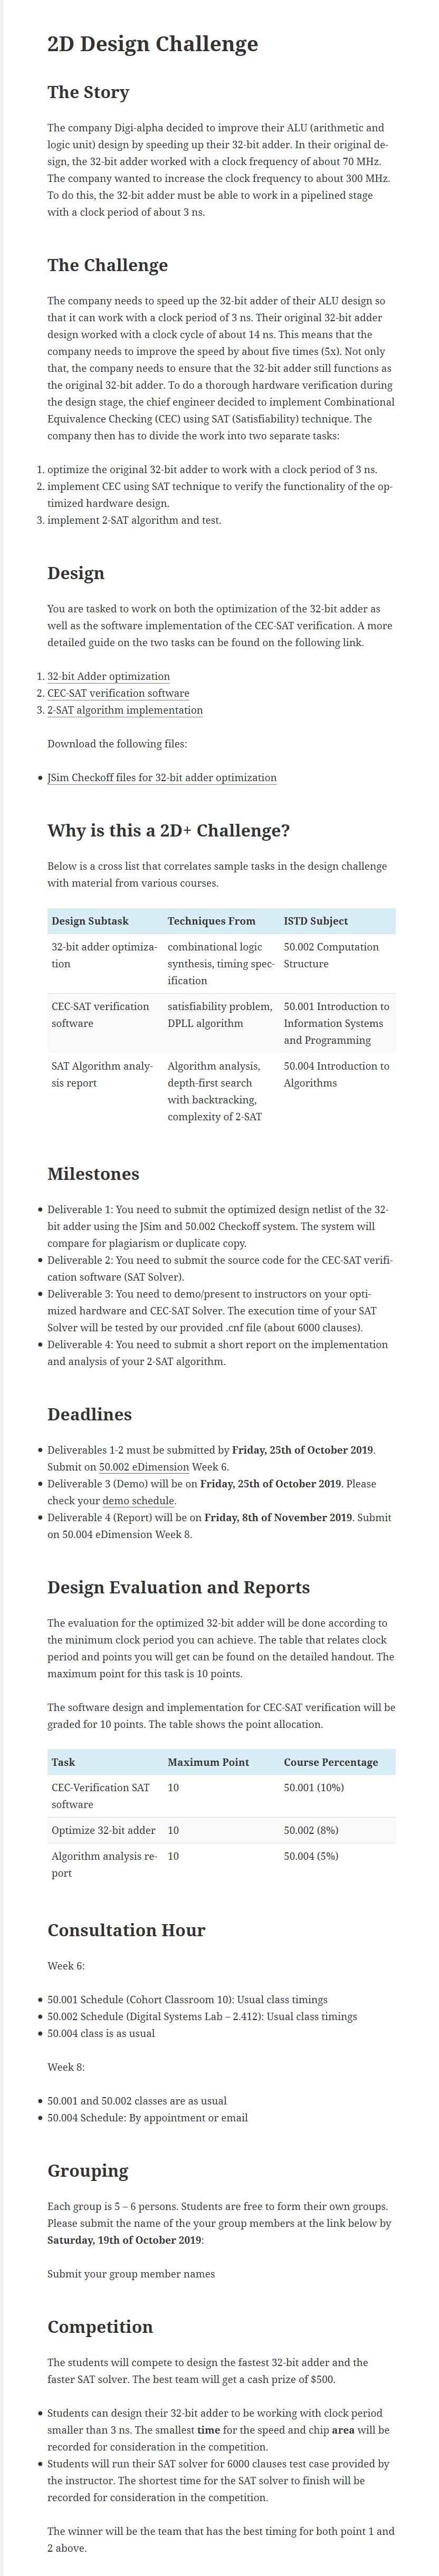 2D Design Challenge
The Story
The company Digi-alpha decided to improve their ALU (arithmetic and
logic unit) design by speeding up their 32-bit adder. In their original de-
sign, the 32-bit adder worked with a clock frequency of about 70 MHz.
The company wanted to increase the clock frequency to about 300 MHz.
To do this, the 32-bit adder must be able to work in a pipelined stage
with a clock period of about 3 ns.
The Challenge
The company needs to speed up the 32-bit adder of their ALU design so
that it can work with a clock period of 3 ns. Their original 32-bit adder
design worked with a clock cycle of about 14 ns. This means that the
company needs to improve the speed by about five times (5x). Not only
that, the company needs to ensure that the 32-bit adder still functions as
the original 32-bit adder. To do a thorough hardware verification during
the design stage, the chief engineer decided to implement Combinational
Equivalence Checking (CEC) using SAT (Satisfiability) technique. The
company then has to divide the work into two separate tasks:
1. optimize the original 32-bit adder to work with a clock period of 3 ns.
2. implement CEC using SAT technique to verify the functionality of the op-
timized hardware design.
3. implement 2-SAT algorithm and test.
Design
You are tasked to work on both the optimization of the 32-bit adder as
well as the software implementation of the CEC-SAT verification. A more
detailed guide on the two tasks can be found on the following link.
1. 32-bit Adder optimization
2. CEC-SAT verification software
3. 2-SAT algorithm implementation
Download the following files:
• JSim Checkoff files for 32-bit adder optimization
Why is this a 2D+ Challenge?
Below is a cross list that correlates sample tasks in the design challenge
with material from various courses.
Design Subtask Techniques From ISTD Subject
32-bit adder optimiza- combinational logic 50.002 Computation
tion synthesis, timing spec- Structure
ification
CEC-SAT verification satisfiability problem, 50.001 Introduction to
software DPLL algorithm Information Systems
and Programming
SAT Algorithm analy- Algorithm analysis, 50.004 Introduction to
sis report depth-first search Algorithms
with backtracking,
complexity of 2-SAT
Milestones
• Deliverable 1: You need to submit the optimized design netlist of the 32-
bit adder using the JSim and 50.002 Checkoff system. The system will
compare for plagiarism or duplicate copy.
• Deliverable 2: You need to submit the source code for the CEC-SAT verifi-
cation software (SAT Solver).
• Deliverable 3: You need to demo/present to instructors on your opti-
mized hardware and CEC-SAT Solver. The execution time of your SAT
Solver will be tested by our provided .cnf file (about 6000 clauses).
• Deliverable 4: You need to submit a short report on the implementation
and analysis of your 2-SAT algorithm.
Deadlines
• Deliverables 1-2 must be submitted by Friday, 25th of October 2019.
Submit on 50.002 eDimension Week 6.
• Deliverable 3 (Demo) will be on Friday, 25th of October 2019. Please
check your demo schedule.
• Deliverable 4 (Report) will be on Friday, 8th of November 2019. Submit
on 50.004 eDimension Week 8.
Design Evaluation and Reports
The evaluation for the optimized 32-bit adder will be done according to
the minimum clock period you can achieve. The table that relates clock
period and points you will get can be found on the detailed handout. The
maximum point for this task is 10 points.
The software design and implementation for CEC-SAT verification will be
graded for 10 points. The table shows the point allocation.
Task Maximum Point Course Percentage
CEC-Verification SAT 10 50.001 (10%)
software
Optimize 32-bit adder 10 50.002 (8%)
Algorithm analysis re- 10 50.004 (5%)
port
Consultation Hour
Week 6:
• 50.001 Schedule (Cohort Classroom 10): Usual class timings
• 50.002 Schedule (Digital Systems Lab – 2.412): Usual class timings
• 50.004 class is as usual
Week 8:
• 50.001 and 50.002 classes are as usual
• 50.004 Schedule: By appointment or email
Grouping
Each group is 5 – 6 persons. Students are free to form their own groups.
Please submit the name of the your group members at the link below by
Saturday, 19th of October 2019:
Submit your group member names
Competition
The students will compete to design the fastest 32-bit adder and the
faster SAT solver. The best team will get a cash prize of $500.
• Students can design their 32-bit adder to be working with clock period
smaller than 3 ns. The smallest time for the speed and chip area will be
recorded for consideration in the competition.
• Students will run their SAT solver for 6000 clauses test case provided by
the instructor. The shortest time for the SAT solver to finish will be
recorded for consideration in the competition.
The winner will be the team that has the best timing for both point 1 and
2 above.